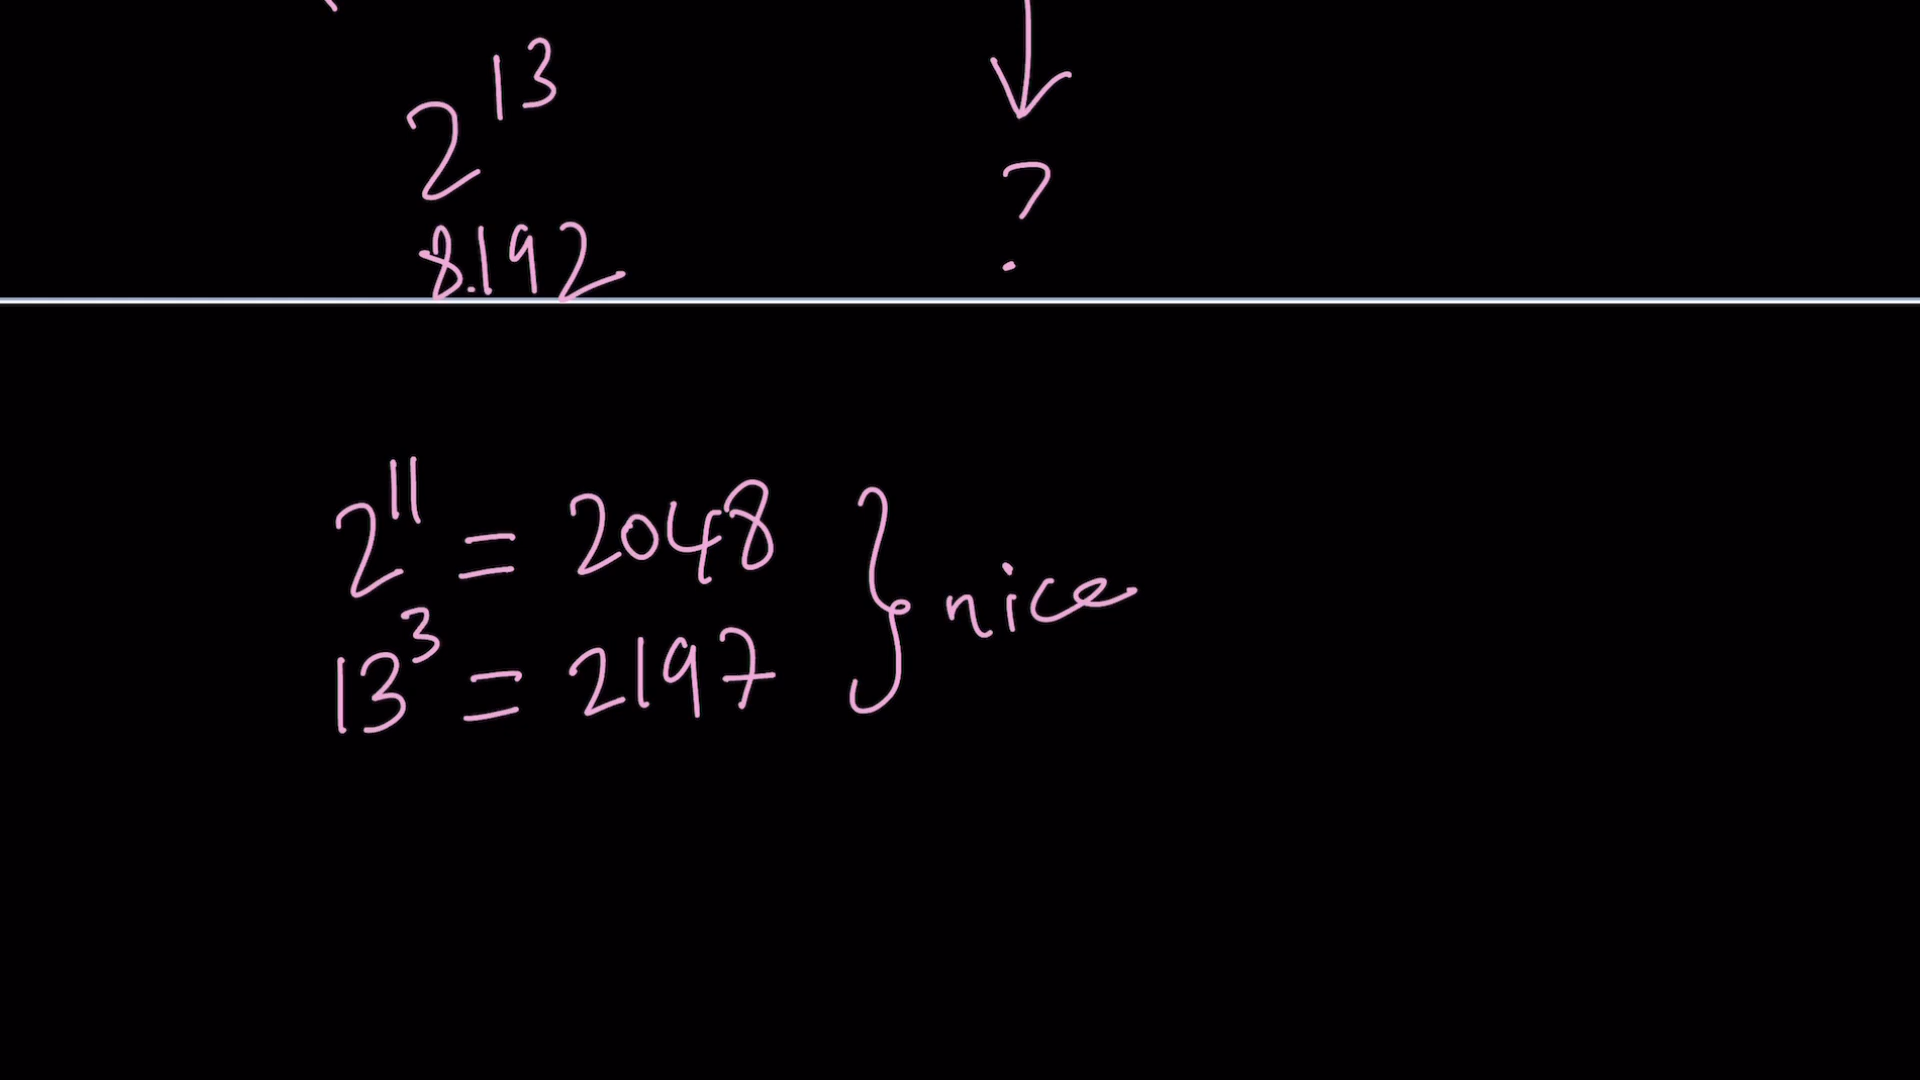 2^13
?
8.192
2^11 = 2048
13^3 = 2197
} nice